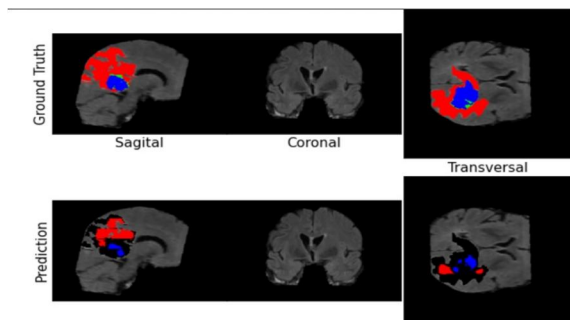 Ground Truth
Sagital
Coronal
Transversal
Prediction